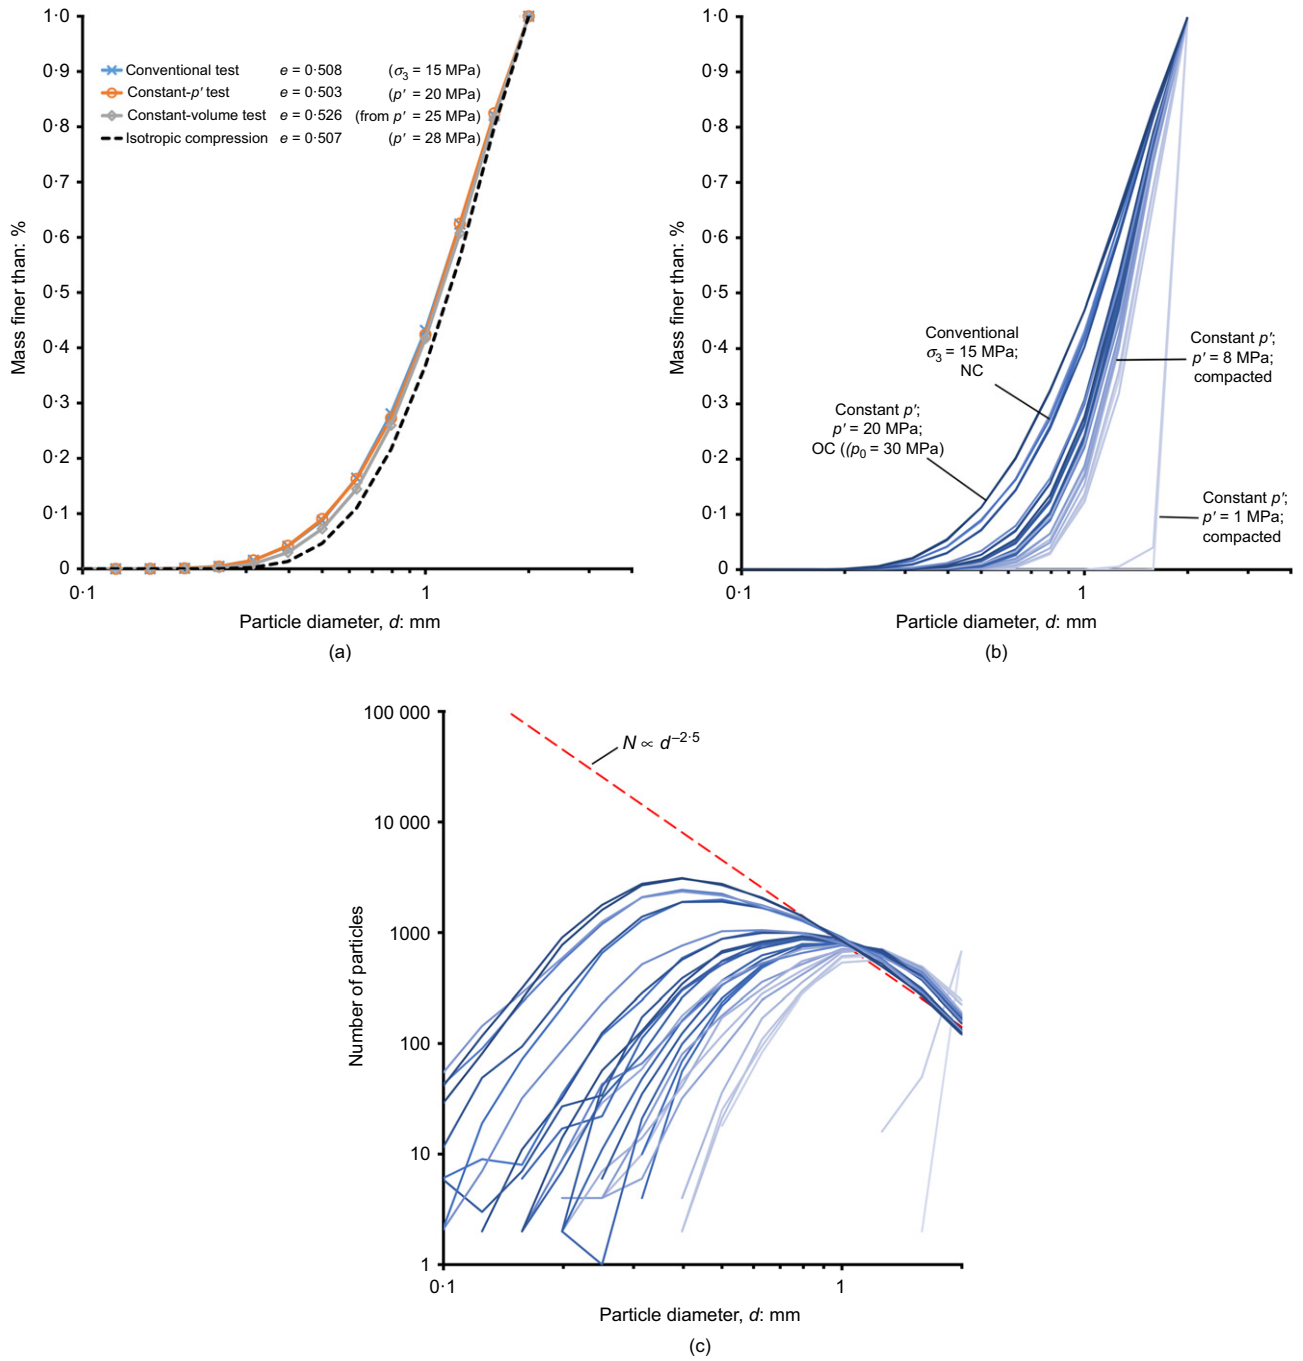 1·0
0·9
0·8
0·7
0·6
0·5
0·4
0·3
0·2
0·1
0
Mass finer than: %
Conventional test e = 0·508 (σ3 = 15 MPa)
Constant-p′ test e = 0·503 (p′ = 20 MPa)
Constant-volume test e = 0·526 (from p′ = 25 MPa)
Isotropic compression e = 0·507 (p′ = 28 MPa)
0·1 1
Particle diameter, d: mm
(a)
1·0
0·9
0·8
0·7
0·6
0·5
0·4
0·3
0·2
0·1
0
Mass finer than: %
Conventional
σ3 = 15 MPa;
NC
Constant p′;
p′ = 20 MPa;
OC ((p0 = 30 MPa)
Constant p′;
p′ = 8 MPa;
compacted
Constant p′;
p′ = 1 MPa;
compacted
0·1 1
Particle diameter, d: mm
(b)
100 000
10 000
1000
100
10
1
Number of particles
N ∝ d−2·5
0·1 1
Particle diameter, d: mm
(c)